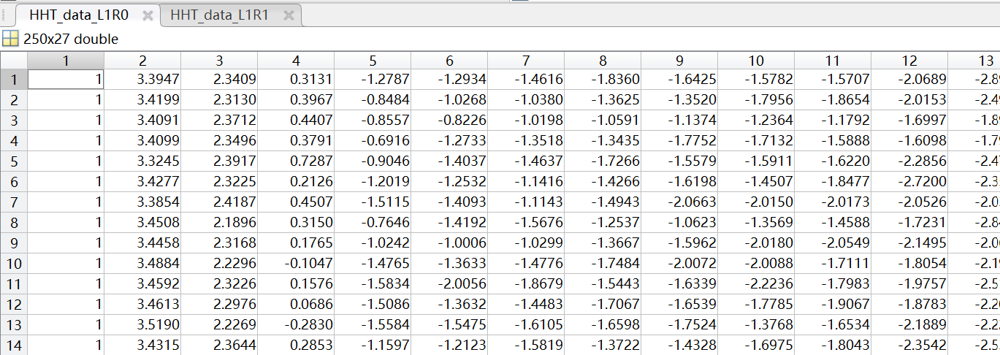 HHT_data_L1R0 HHT_data_L1R1
250x27 double
1 2 3 4 5 6 7 8 9 10 11 12 13
1 1 3.3947 2.3409 0.3131 -1.2787 -1.2934 -1.4616 -1.8360 -1.6425 -1.5782 -1.5707 -2.0689
2 1 3.4199 2.3130 0.3967 -0.8484 -1.0268 -1.0380 -1.3625 -1.3520 -1.7956 -1.8654 -2.0153
3 1 3.4091 2.3712 0.4407 -0.8557 -0.8226 -1.0198 -1.0591 -1.1374 -1.2364 -1.1792 -1.6997
4 1 3.4099 2.3496 0.3791 -0.6916 -1.2733 -1.3518 -1.3435 -1.7752 -1.7132 -1.5888 -1.6098
5 1 3.3245 2.3917 0.7287 -0.9046 -1.4037 -1.4637 -1.7266 -1.5579 -1.5911 -1.6220 -2.2856
6 1 3.4277 2.3225 0.2126 -1.2019 -1.2532 -1.1416 -1.4266 -1.6198 -1.4507 -1.8477 -2.7200
7 1 3.3854 2.4187 0.4507 -1.5115 -1.4093 -1.1143 -1.4943 -2.0663 -2.0150 -2.0173 -2.0526
8 1 3.4508 2.1896 0.3150 -0.7646 -1.4192 -1.5676 -1.2537 -1.0623 -1.3569 -1.4588 -1.7231
9 1 3.4458 2.3168 0.1765 -1.0242 -1.0006 -1.0299 -1.3667 -1.5962 -2.0180 -2.0549 -2.1495
10 1 3.4884 2.2296 -0.1047 -1.4765 -1.3633 -1.4776 -1.7484 -2.0072 -2.0088 -1.7111 -1.8054
11 1 3.4592 2.3226 0.1576 -1.5834 -2.0056 -1.8679 -1.5443 -1.6339 -2.2236 -1.7983 -1.9757
12 1 3.4613 2.2976 0.0686 -1.5086 -1.3632 -1.4483 -1.7067 -1.6539 -1.7785 -1.9067 -1.8783
13 1 3.5190 2.2269 -0.2830 -1.5584 -1.5475 -1.6105 -1.6598 -1.7524 -1.3768 -1.6534 -2.1889
14 1 3.4315 2.3644 0.2853 -1.1597 -1.2123 -1.5819 -1.3722 -1.4328 -1.6975 -1.8043 -2.3542